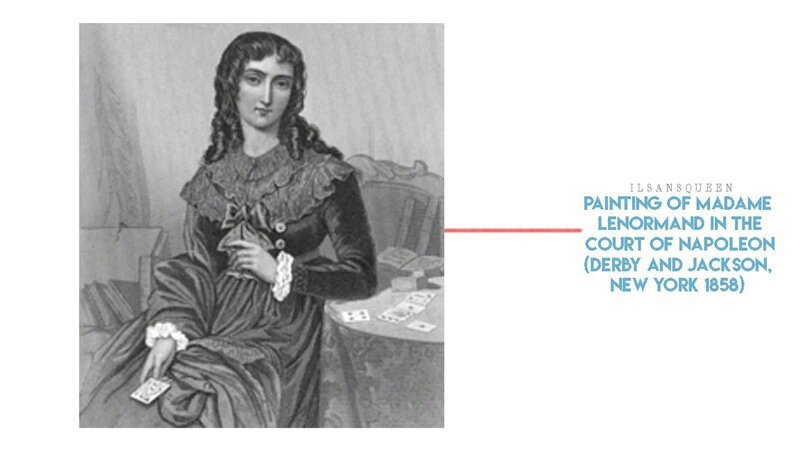 ILSANSQUEEN
PAINTING OF MADAME
LENORMAND IN THE
COURT OF NAPOLEON
(DERBY AND JACKSON,
NEW YORK 1858)